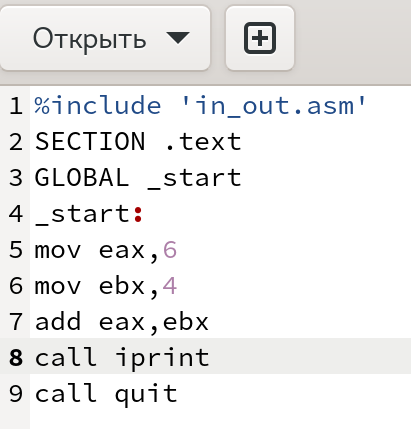 Открыть
1 %include 'in_out.asm'
2 SECTION .text
3 GLOBAL _start
4 _start:
5 mov eax,6
6 mov ebx,4
7 add eax,ebx
8 call iprint
9 call quit